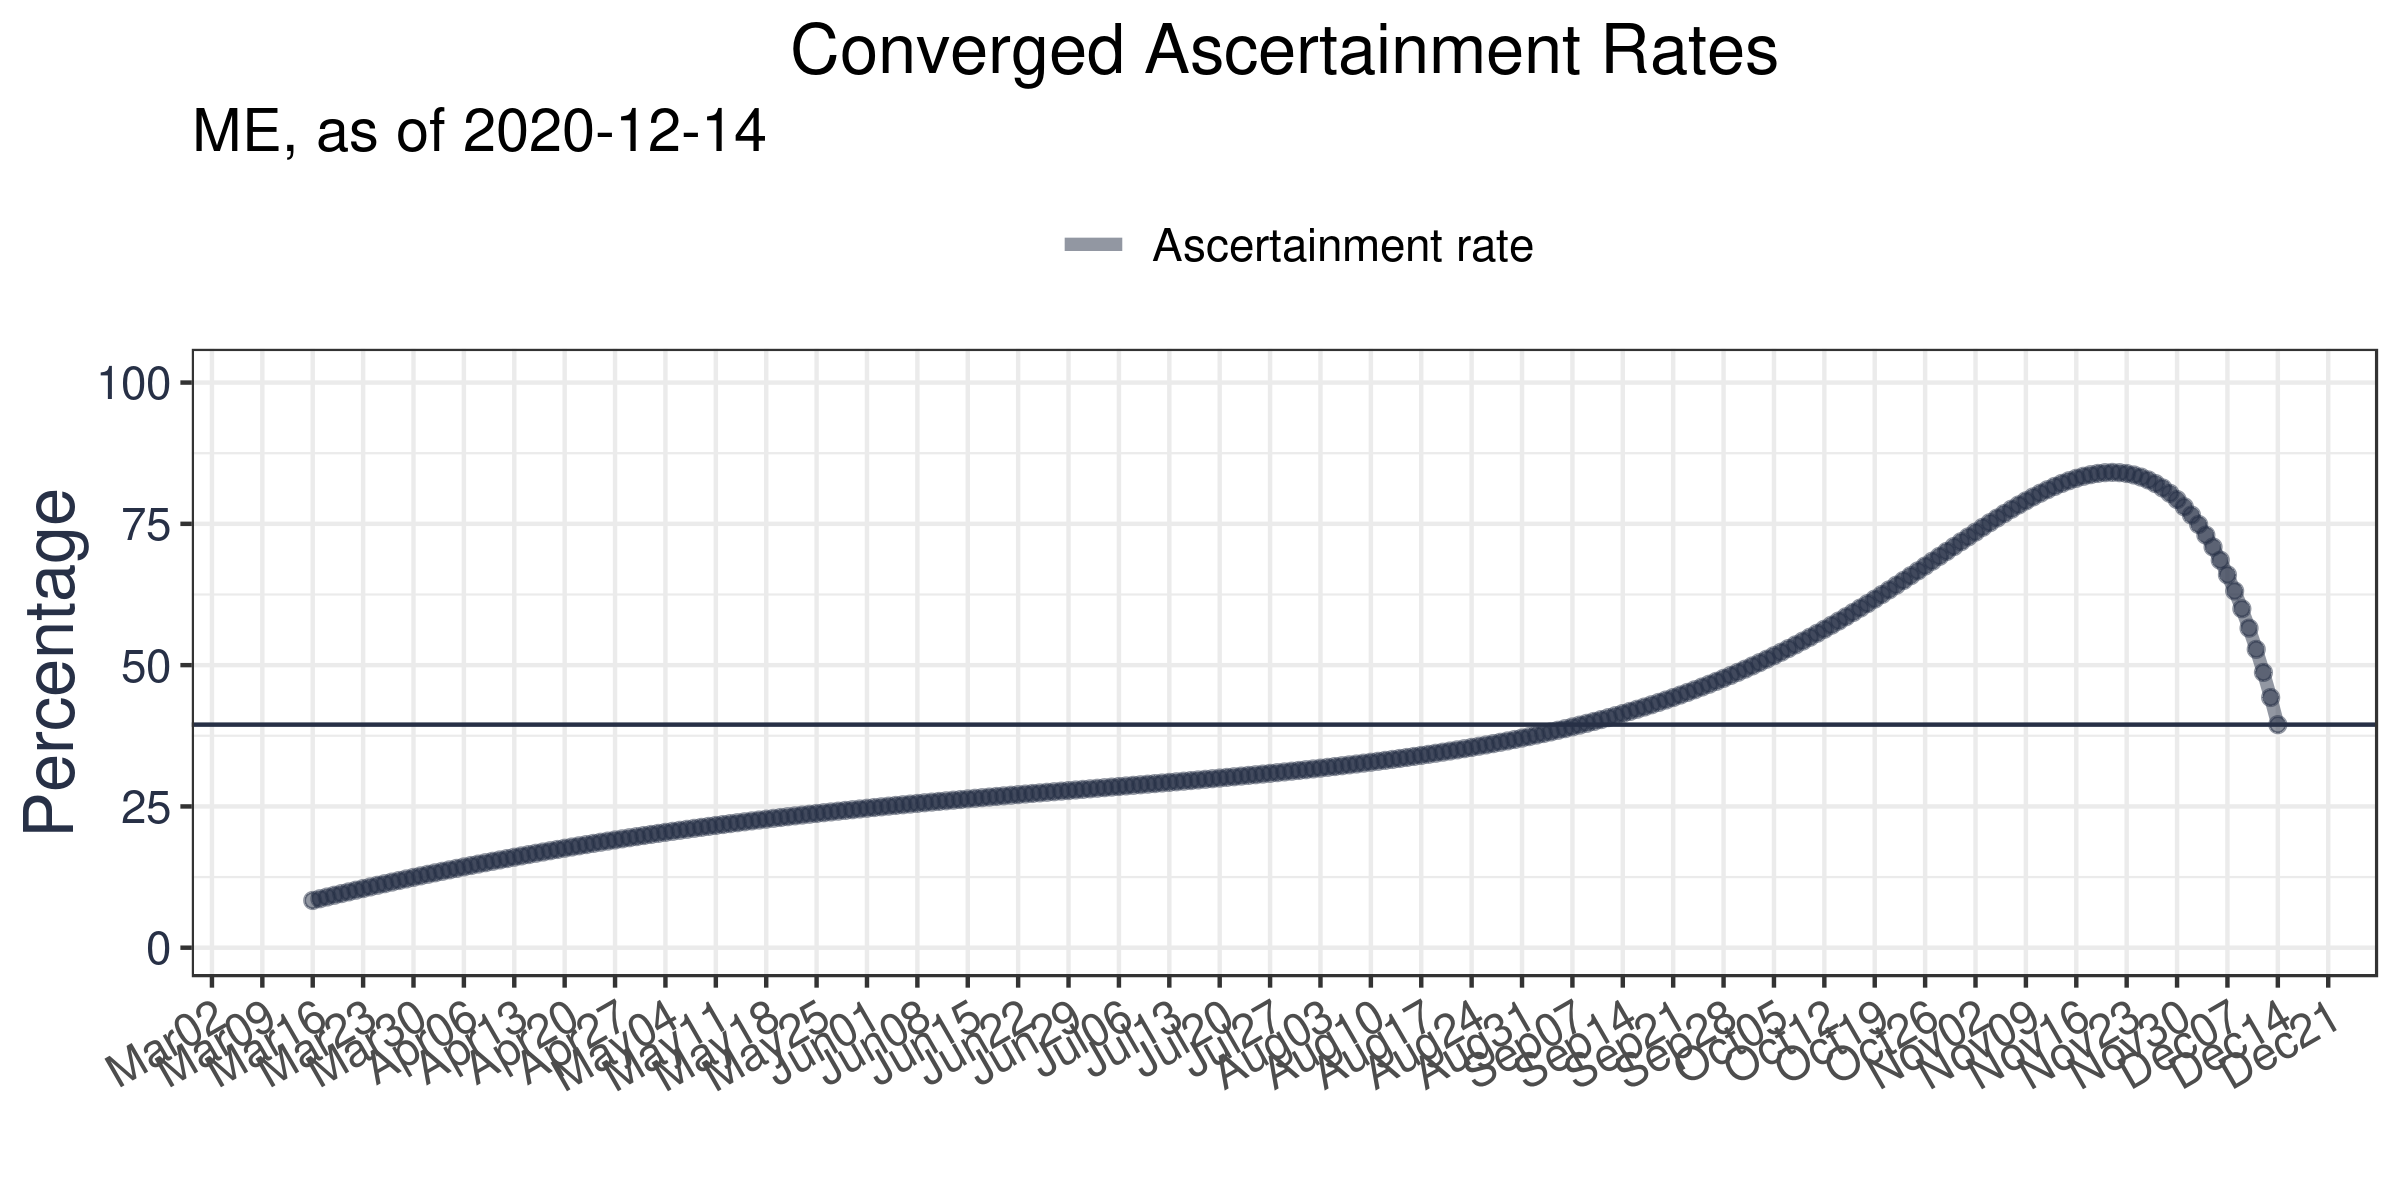 Converged Ascertainment Rates
ME, as of 2020-12-14
Ascertainment rate
Percentage
100
75
50
25
0
Mar02
Mar09
Mar16
Mar23
Mar30
Apr06
Apr13
Apr20
Apr27
May04
May11
May18
May25
Jun01
Jun08
Jun15
Jun22
Jun29
Jul06
Jul13
Jul20
Jul27
Aug03
Aug10
Aug17
Aug24
Aug31
Sep07
Sep14
Sep21
Sep28
Oct05
Oct12
Oct19
Oct26
Nov02
Nov09
Nov16
Nov23
Nov30
Dec07
Dec14
Dec21